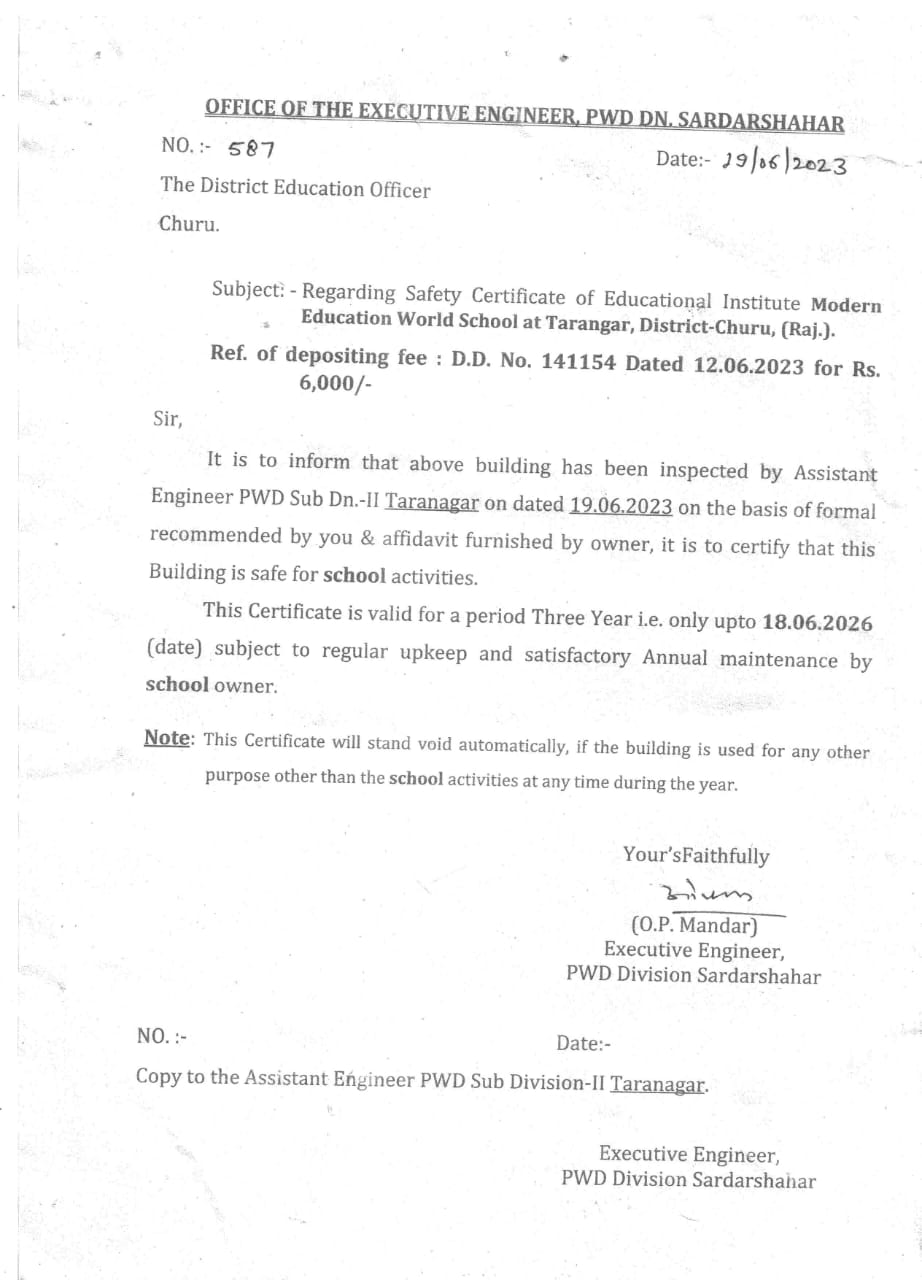 OFFICE OF THE EXECUTIVE ENGINEER, PWD DN. SARDARSHAHAR
NO. :- 587
Date:- 19/06/2023
The District Education Officer
Churu.
Subject: - Regarding Safety Certificate of Educational Institute Modern
Education World School at Tarangar, District-Churu, (Raj.).
Ref. of depositing fee : D.D. No. 141154 Dated 12.06.2023 for Rs.
6,000/-
Sir,
It is to inform that above building has been inspected by Assistant
Engineer PWD Sub Dn.-II Taranagar on dated 19.06.2023 on the basis of formal
recommended by you & affidavit furnished by owner, it is to certify that this
Building is safe for school activities.
This Certificate is valid for a period Three Year i.e. only upto 18.06.2026
(date) subject to regular upkeep and satisfactory Annual maintenance by
school owner.
Note: This Certificate will stand void automatically, if the building is used for any other
purpose other than the school activities at any time during the year.
Your'sFaithfully
(O.P. Mandar)
Executive Engineer,
PWD Division Sardarshahar
NO. :-
Date:-
Copy to the Assistant Engineer PWD Sub Division-II Taranagar.
Executive Engineer,
PWD Division Sardarshahar